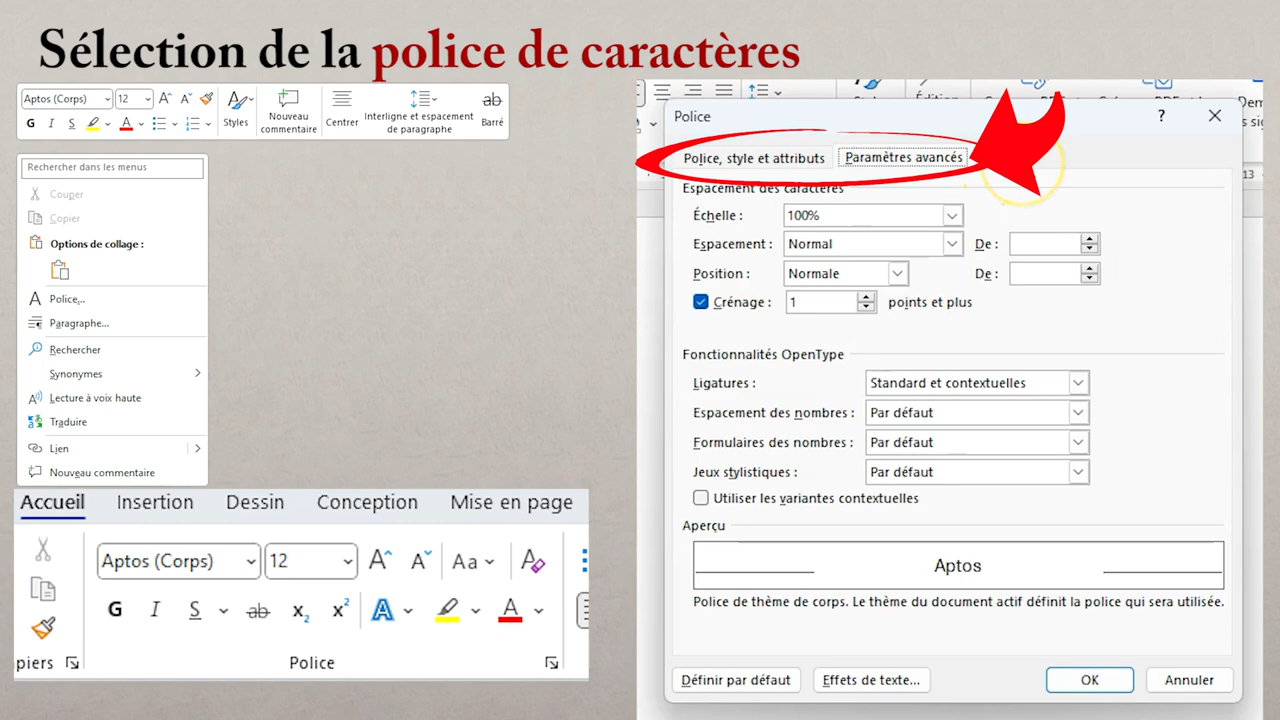 Sélection de la police de caractères
Aptos (Corps) 12
G I S
Styles
Nouveau commentaire
Centrer
Interligne et espacement de paragraphe
ab
Barré
Rechercher dans les menus
Couper
Copier
Options de collage :
Police...
Paragraphe...
Rechercher
Synonymes
Lecture à voix haute
Traduire
Lien
Nouveau commentaire
Accueil Insertion Dessin Conception Mise en page
Aptos (Corps) 12 A A Aa A
G I S ab x2 x2 A A
piers Police
Police ?
Police, style et attributs Paramètres avancés
13
Espacement des caractères
Échelle : 100%
Espacement : Normal De :
Position : Normale De :
Crénage : 1 points et plus
Fonctionnalités OpenType
Ligatures : Standard et contextuelles
Espacement des nombres : Par défaut
Formulaires des nombres : Par défaut
Jeux stylistiques : Par défaut
Utiliser les variantes contextuelles
Aperçu
Aptos
Police de thème de corps. Le thème du document actif définit la police qui sera utilisée.
Définir par défaut Effets de texte... OK Annuler